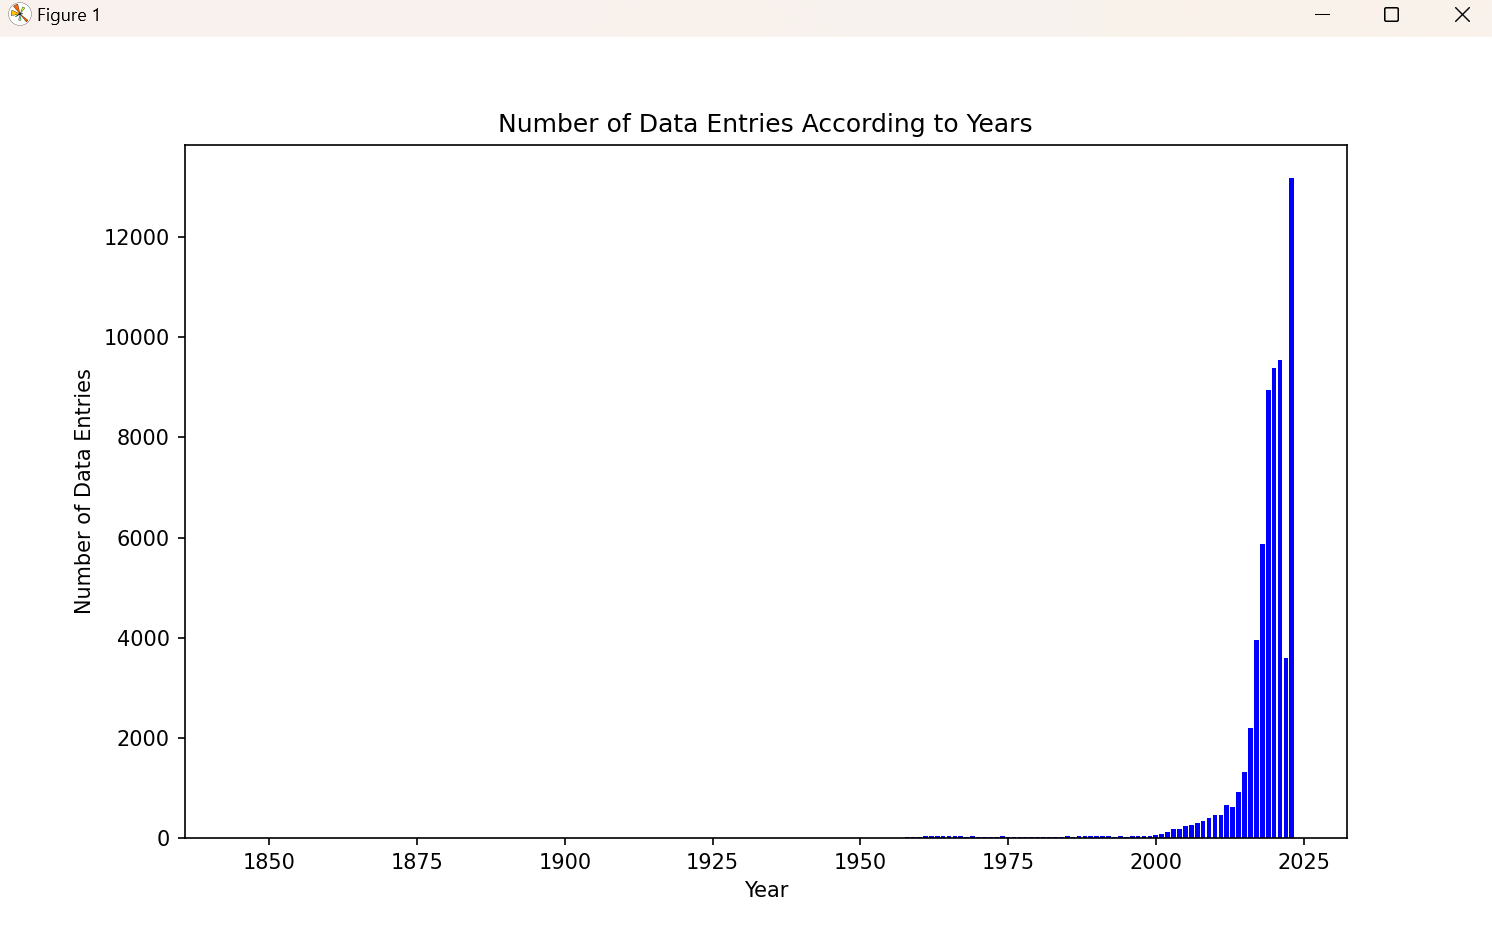 Figure 1
Number of Data Entries According to Years
12000
10000
8000
6000
4000
2000
0
Number of Data Entries
1850 1875 1900 1925 1950 1975 2000 2025
Year